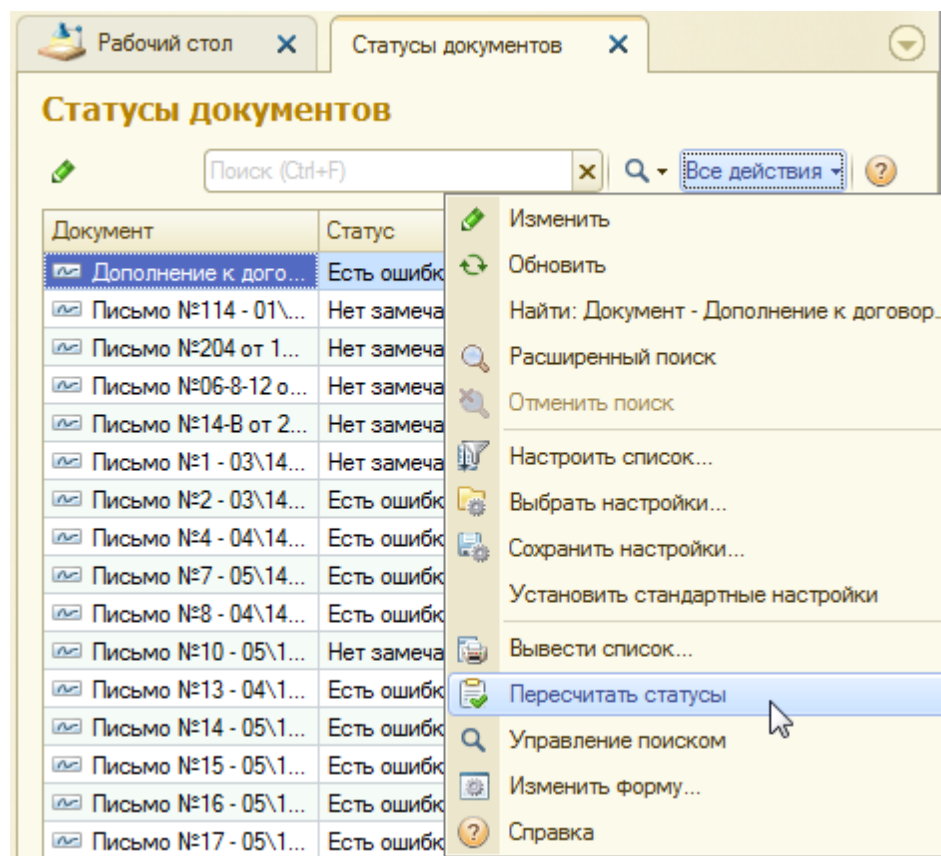 Рабочий стол
Статусы документов
Статусы документов
Поиск (Ctrl+F)
Все действия
Документ Статус
Дополнение к дого... Есть ошибк
Письмо №114 - 01\... Нет замеча
Письмо №204 от 1... Нет замеча
Письмо №06-8-12 о... Нет замеча
Письмо №14-В от 2... Нет замеча
Письмо №1 - 03\14... Нет замеча
Письмо №2 - 03\14... Есть ошибк
Письмо №4 - 04\14... Есть ошибк
Письмо №7 - 05\14... Есть ошибк
Письмо №8 - 04\14... Есть ошибк
Письмо №10 - 05\1... Нет замеча
Письмо №13 - 04\1... Есть ошибк
Письмо №14 - 05\1... Есть ошибк
Письмо №15 - 05\1... Есть ошибк
Письмо №16 - 05\1... Есть ошибк
Письмо №17 - 05\1... Есть ошибк
Изменить
Обновить
Найти: Документ - Дополнение к договор.
Расширенный поиск
Отменить поиск
Настроить список...
Выбрать настройки...
Сохранить настройки...
Установить стандартные настройки
Вывести список...
Пересчитать статусы
Управление поиском
Изменить форму...
Справка